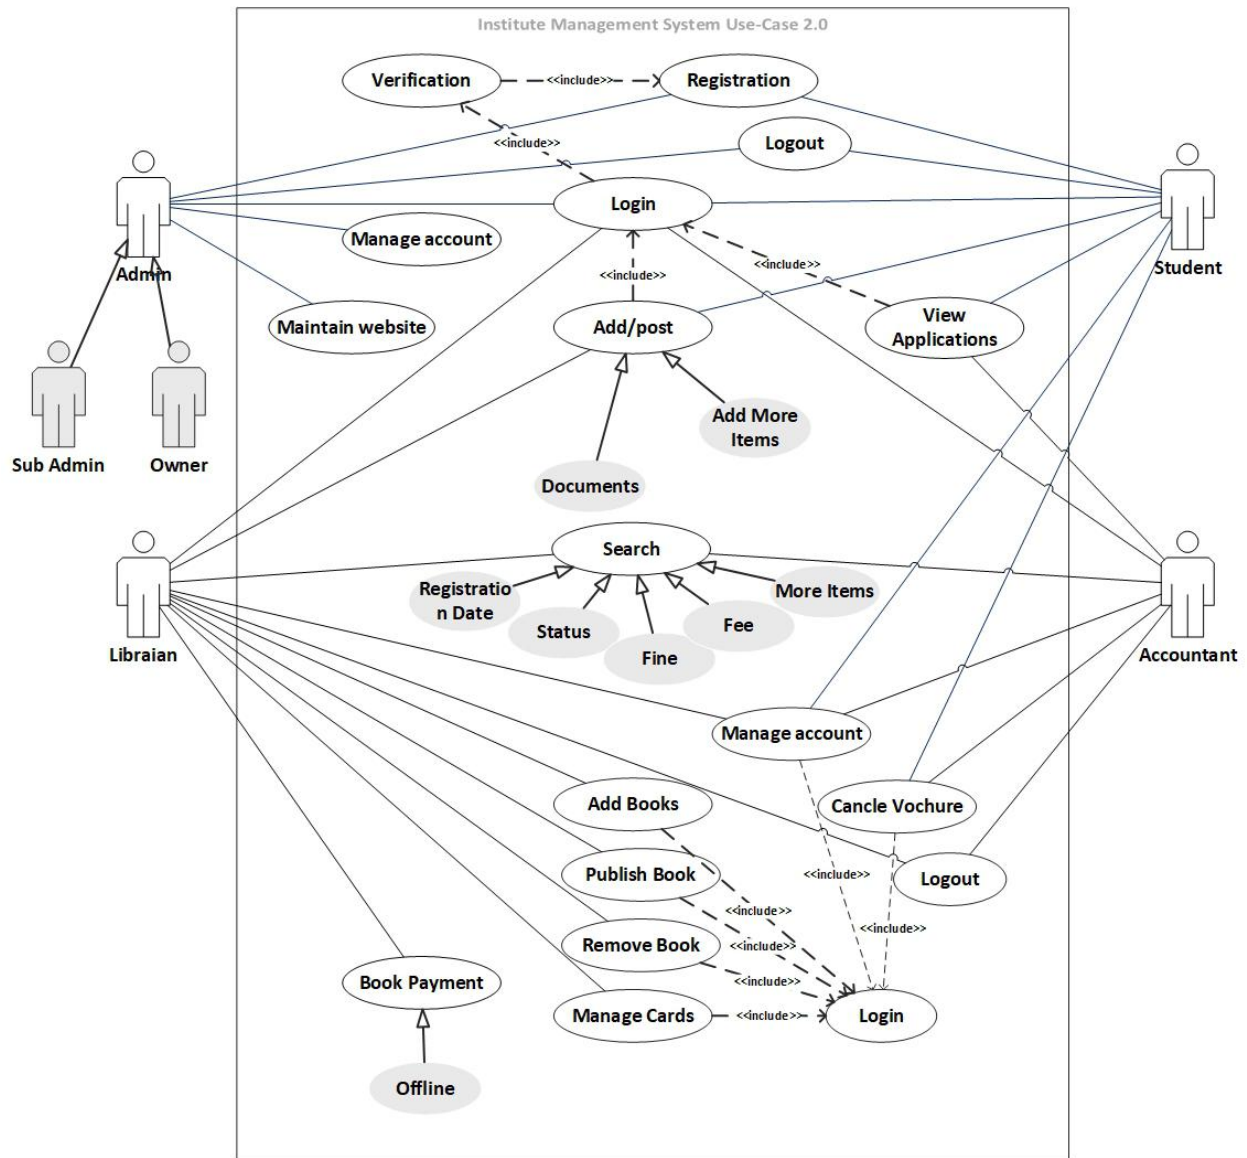 Institute Management System Use-Case 2.0
Verification
<<include>>
Registration
<<include>>
Logout
Login
Manage account
Admin
<<include>>
<<include>>
Student
Maintain website
Add/post
View
Applications
Add More
Items
Sub Admin
Owner
Documents
Search
Registratio
n Date
More Items
Status
Fee
Fine
Libraian
Accountant
Manage account
Add Books
Cancle Vochure
Publish Book
<<include>>
Logout
<<include>>
<<include>>
Remove Book
<<include>>
Book Payment
<<include>>
Manage Cards
<<include>>
Login
Offline